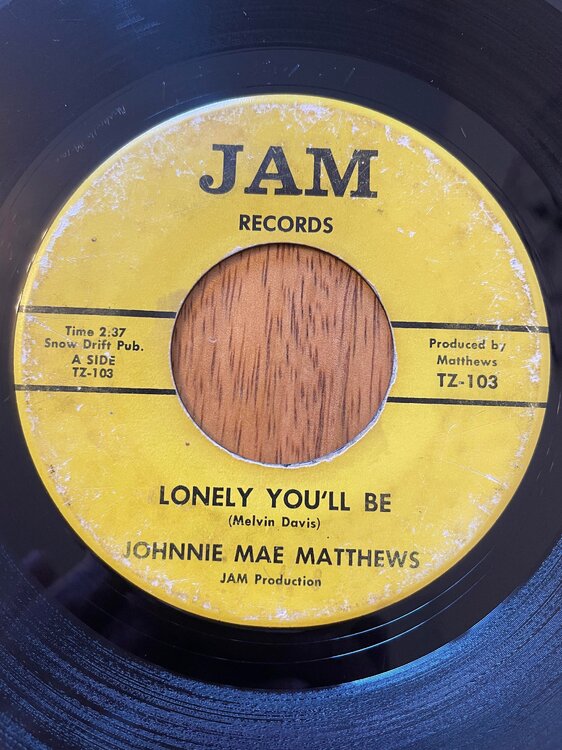 JAM
RECORDS
Time 2:37
Snow Drift Pub.
A SIDE
TZ-103
Produced by
Matthews
TZ-103
LONELY YOU'LL BE
(Melvin Davis)
JOHNNIE MAE MATTHEWS
JAM Production